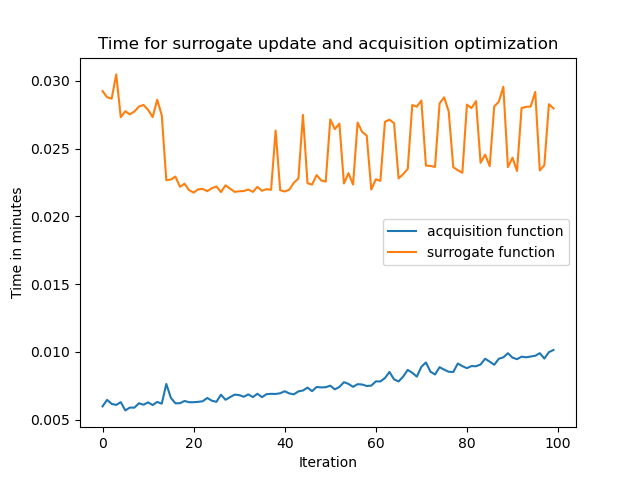 Time for surrogate update and acquisition optimization
0.030
0.025
0.020
0.015
0.010
0.005
Time in minutes
acquisition function
surrogate function
0 20 40 60 80 100
Iteration